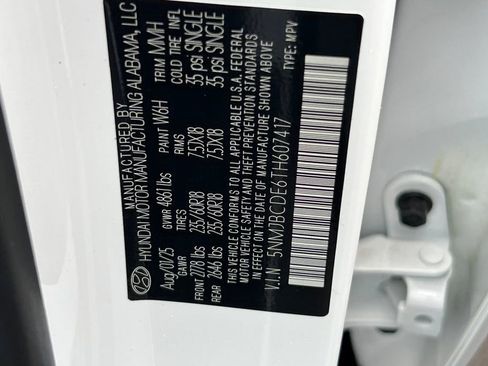 MANUFACTURED BY
HYUNDAI MOTOR MANUFACTURING ALABAMA, LLC
Aug/07/25 GVWR 4861 lbs PAINT W6H TRIM MMH
GAWR TIRES RIMS COLD TIRE INFL
FRONT 2778 lbs 235/60R18 7.5JX18 35 psi SINGLE
REAR 2646 lbs 235/60R18 7.5JX18 35 psi SINGLE
THIS VEHICLE CONFORMS TO ALL APPLICABLE U.S.A. FEDERAL
MOTOR VEHICLE SAFETY AND THEFT PREVENTION STANDARDS
IN EFFECT ON THE DATE OF MANUFACTURE SHOWN ABOVE.
V.I.N 5NMJBCDE6TH607417 TYPE: MPV